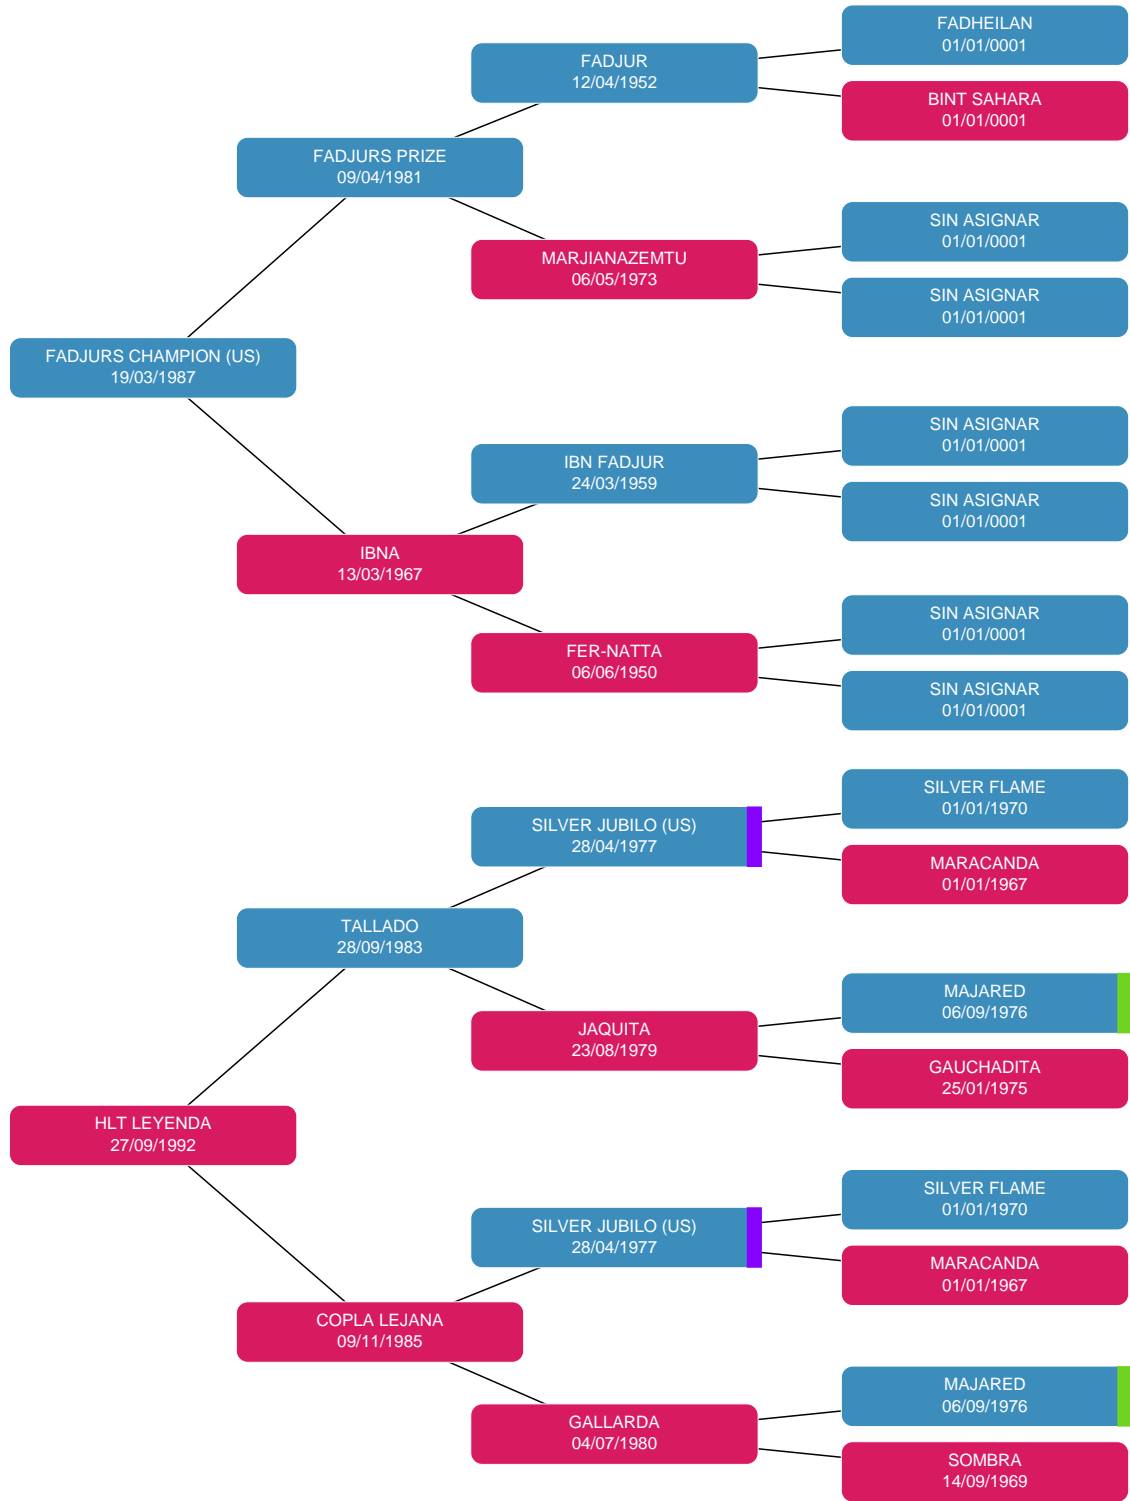 FADHEILAN
01/01/0001
FADJUR
12/04/1952
BINT SAHARA
01/01/0001
FADJURS PRIZE
09/04/1981
SIN ASIGNAR
01/01/0001
MARJIANAZEMTU
06/05/1973
SIN ASIGNAR
01/01/0001
FADJURS CHAMPION (US)
19/03/1987
SIN ASIGNAR
01/01/0001
IBN FADJUR
24/03/1959
SIN ASIGNAR
01/01/0001
IBNA
13/03/1967
SIN ASIGNAR
01/01/0001
FER-NATTA
06/06/1950
SIN ASIGNAR
01/01/0001
SILVER FLAME
01/01/1970
SILVER JUBILO (US)
28/04/1977
MARACANDA
01/01/1967
TALLADO
28/09/1983
MAJARED
06/09/1976
JAQUITA
23/08/1979
GAUCHADITA
25/01/1975
HLT LEYENDA
27/09/1992
SILVER FLAME
01/01/1970
SILVER JUBILO (US)
28/04/1977
MARACANDA
01/01/1967
COPLA LEJANA
09/11/1985
MAJARED
06/09/1976
GALLARDA
04/07/1980
SOMBRA
14/09/1969